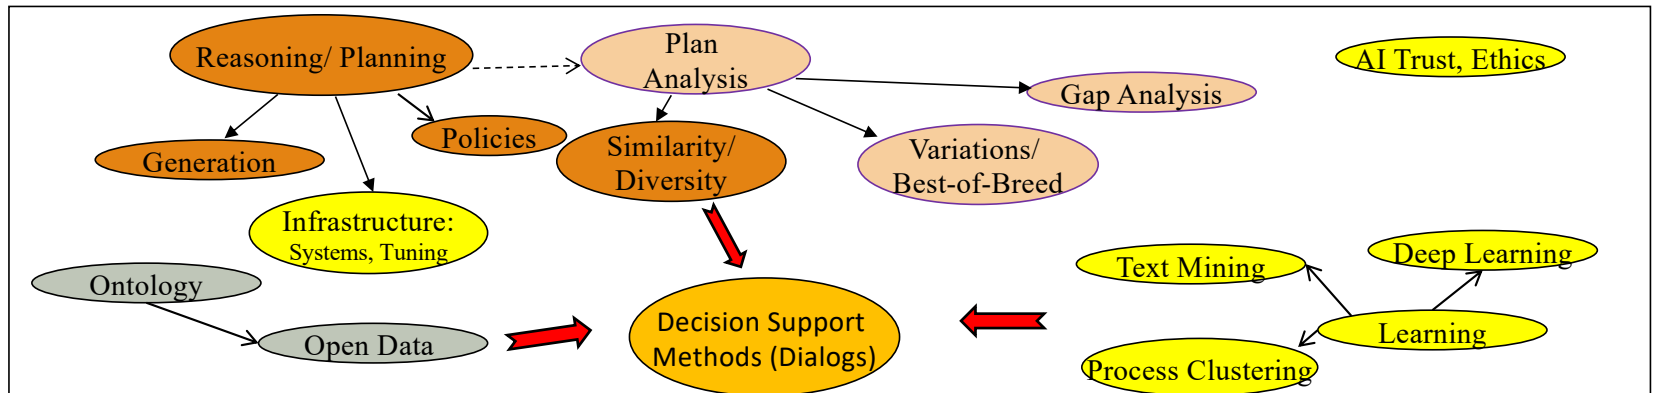 Reasoning/ Planning
Plan
Analysis
AI Trust, Ethics
Gap Analysis
Policies
Generation
Similarity/
Diversity
Variations/
Best-of-Breed
Infrastructure:
Systems, Tuning
Ontology
Open Data
Decision Support
Methods (Dialogs)
Text Mining
Deep Learning
Learning
Process Clustering